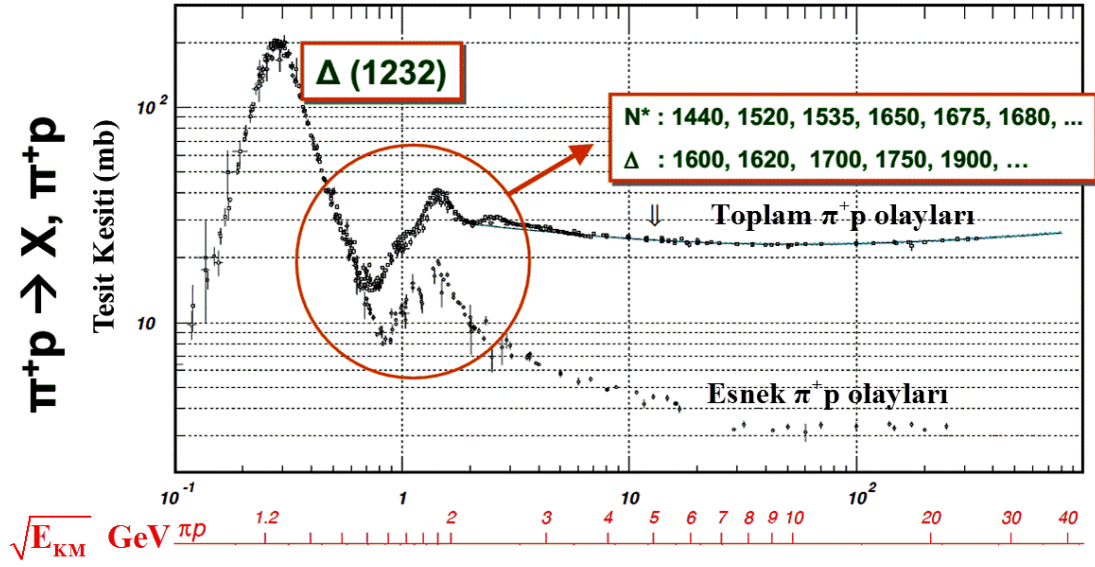 π⁺p → X, π⁺p
Tesit Kesiti (mb)
10²
10
Δ (1232)
N* : 1440, 1520, 1535, 1650, 1675, 1680, ...
Δ : 1600, 1620, 1700, 1750, 1900, ...
⇓ Toplam π⁺p olayları
Esnek π⁺p olayları
10⁻¹ 1 10 10²
√E_KM GeV πp 1.2 2 3 4 5 6 7 8 9 10 20 30 40